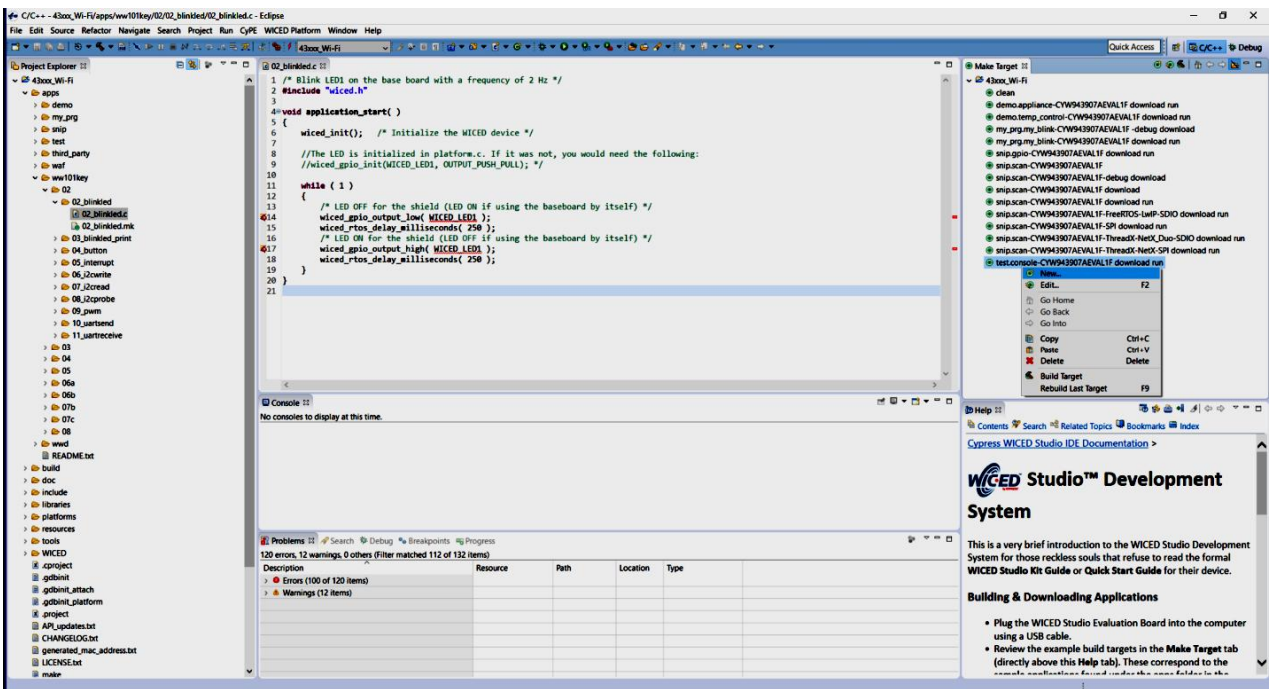 C/C++ - 43xxx_Wi-Fi/apps/ww101key/02/02_blinkled/02_blinkled.c - Eclipse
File Edit Source Refactor Navigate Search Project Run CyPE WICED Platform Window Help
43xxx_Wi-Fi
Quick Access
C/C++
Debug
Project Explorer
43xxx_Wi-Fi
apps
demo
my_prg
snip
test
third_party
waf
ww101key
02
02_blinkled
02_blinkled.c
02_blinkled.mk
03_blinkled_print
04_button
05_interrupt
06_i2cwrite
07_i2cread
08_i2cprobe
09_pwm
10_uartsend
11_uartreceive
03
04
05
06a
06b
07b
07c
08
wwd
README.txt
build
doc
include
libraries
platforms
resources
tools
WICED
.cproject
.gdbinit
.gdbinit_attach
.gdbinit_platform
.project
API_updates.txt
CHANGELOG.txt
generated_mac_address.txt
LICENSE.txt
make
02_blinkled.c
1 /* Blink LED1 on the base board with a frequency of 2 Hz */
2 #include "wiced.h"
3
4 void application_start( )
5 {
6 wiced_init(); /* Initialize the WICED device */
7
8 //The LED is initialized in platform.c. If it was not, you would need the following:
9 //wiced_gpio_init(WICED_LED1, OUTPUT_PUSH_PULL); */
10
11 while ( 1 )
12 {
13 /* LED OFF for the shield (LED ON if using the baseboard by itself) */
14 wiced_gpio_output_low( WICED_LED1 );
15 wiced_rtos_delay_milliseconds( 250 );
16 /* LED ON for the shield (LED OFF if using the baseboard by itself) */
17 wiced_gpio_output_high( WICED_LED1 );
18 wiced_rtos_delay_milliseconds( 250 );
19 }
20 }
21
Console
No consoles to display at this time.
Problems Search Debug Breakpoints Progress
120 errors, 12 warnings, 0 others (Filter matched 112 of 132 items)
Description Resource Path Location Type
Errors (100 of 120 items)
Warnings (12 items)
Make Target
43xxx_Wi-Fi
clean
demo.appliance-CYW943907AEVAL1F download run
demo.temp_control-CYW943907AEVAL1F download run
my_prg.my_blink-CYW943907AEVAL1F -debug download
my_prg.my_blink-CYW943907AEVAL1F download run
snip.gpio-CYW943907AEVAL1F download run
snip.scan-CYW943907AEVAL1F
snip.scan-CYW943907AEVAL1F-debug download
snip.scan-CYW943907AEVAL1F download
snip.scan-CYW943907AEVAL1F-FreeRTOS-LwIP-SDIO download run
snip.scan-CYW943907AEVAL1F-SPI download run
snip.scan-CYW943907AEVAL1F-ThreadX-NetX_Duo-SDIO download run
snip.scan-CYW943907AEVAL1F-ThreadX-NetX-SPI download run
test.console-CYW943907AEVAL1F download run
New...
Edit... F2
Go Home
Go Back
Go Into
Copy Ctrl+C
Paste Ctrl+V
Delete Delete
Build Target
Rebuild Last Target F9
Help
Contents Search Related Topics Bookmarks Index
Cypress WICED Studio IDE Documentation >
WICED Studio™ Development
System
This is a very brief introduction to the WICED Studio Development
System for those reckless souls that refuse to read the formal
WICED Studio Kit Guide or Quick Start Guide for their device.
Building & Downloading Applications
• Plug the WICED Studio Evaluation Board into the computer
using a USB cable.
• Review the example build targets in the Make Target tab
(directly above this Help tab). These correspond to the
sample applications found under the apps folder in the